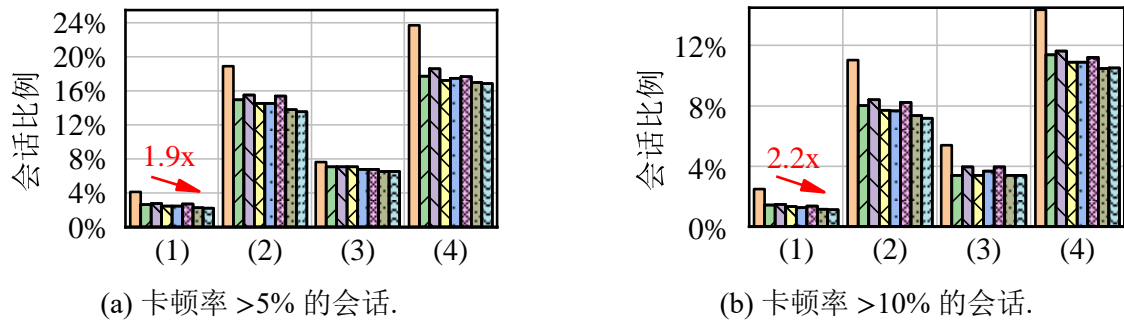 24%
20%
16%
12%
8%
4%
0%
会话比例
1.9x
(1) (2) (3) (4)
(a) 卡顿率 >5% 的会话.
12%
8%
4%
0%
会话比例
2.2x
(1) (2) (3) (4)
(b) 卡顿率 >10% 的会话.